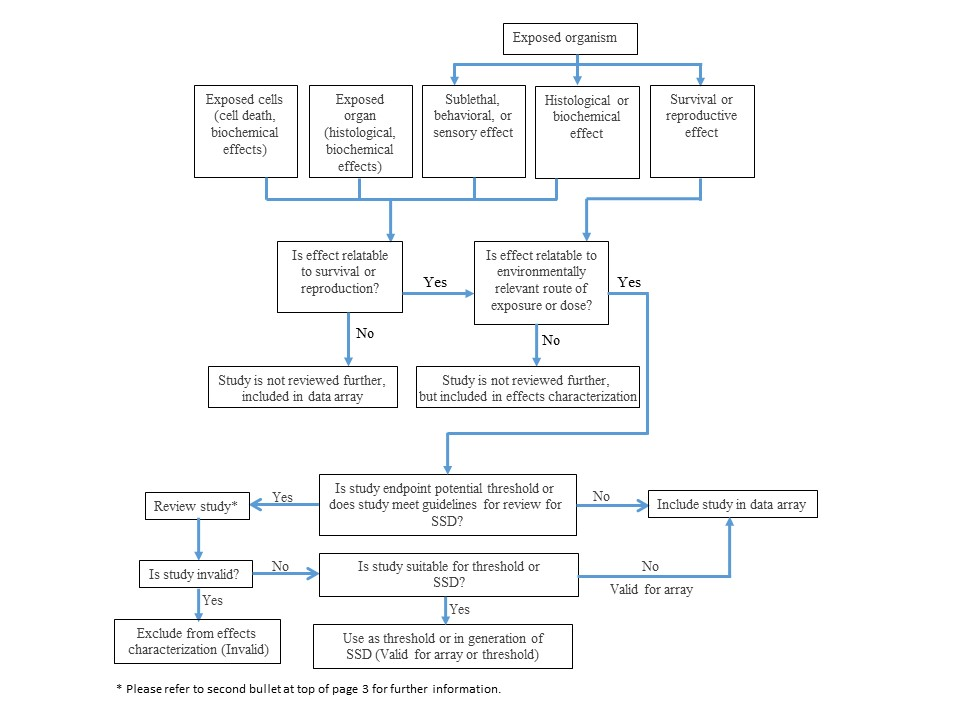 Exposed organism
Exposed cells
(cell death,
biochemical
effects)
Exposed
organ
(histological,
biochemical
effects)
Sublethal,
behavioral, or
sensory effect
Histological or
biochemical
effect
Survival or
reproductive
effect
Is effect relatable
to survival or
reproduction?
Yes
Is effect relatable to
environmentally
relevant route of
exposure or dose?
Yes
No
No
Study is not reviewed further,
included in data array
Study is not reviewed further,
but included in effects characterization
Review study*
Yes
Is study endpoint potential threshold or
does study meet guidelines for review for
SSD?
No
Include study in data array
Is study invalid?
No
Is study suitable for threshold or
SSD?
No
Valid for array
Yes
Yes
Exclude from effects
characterization (Invalid)
Use as threshold or in generation of
SSD (Valid for array or threshold)
* Please refer to second bullet at top of page 3 for further information.